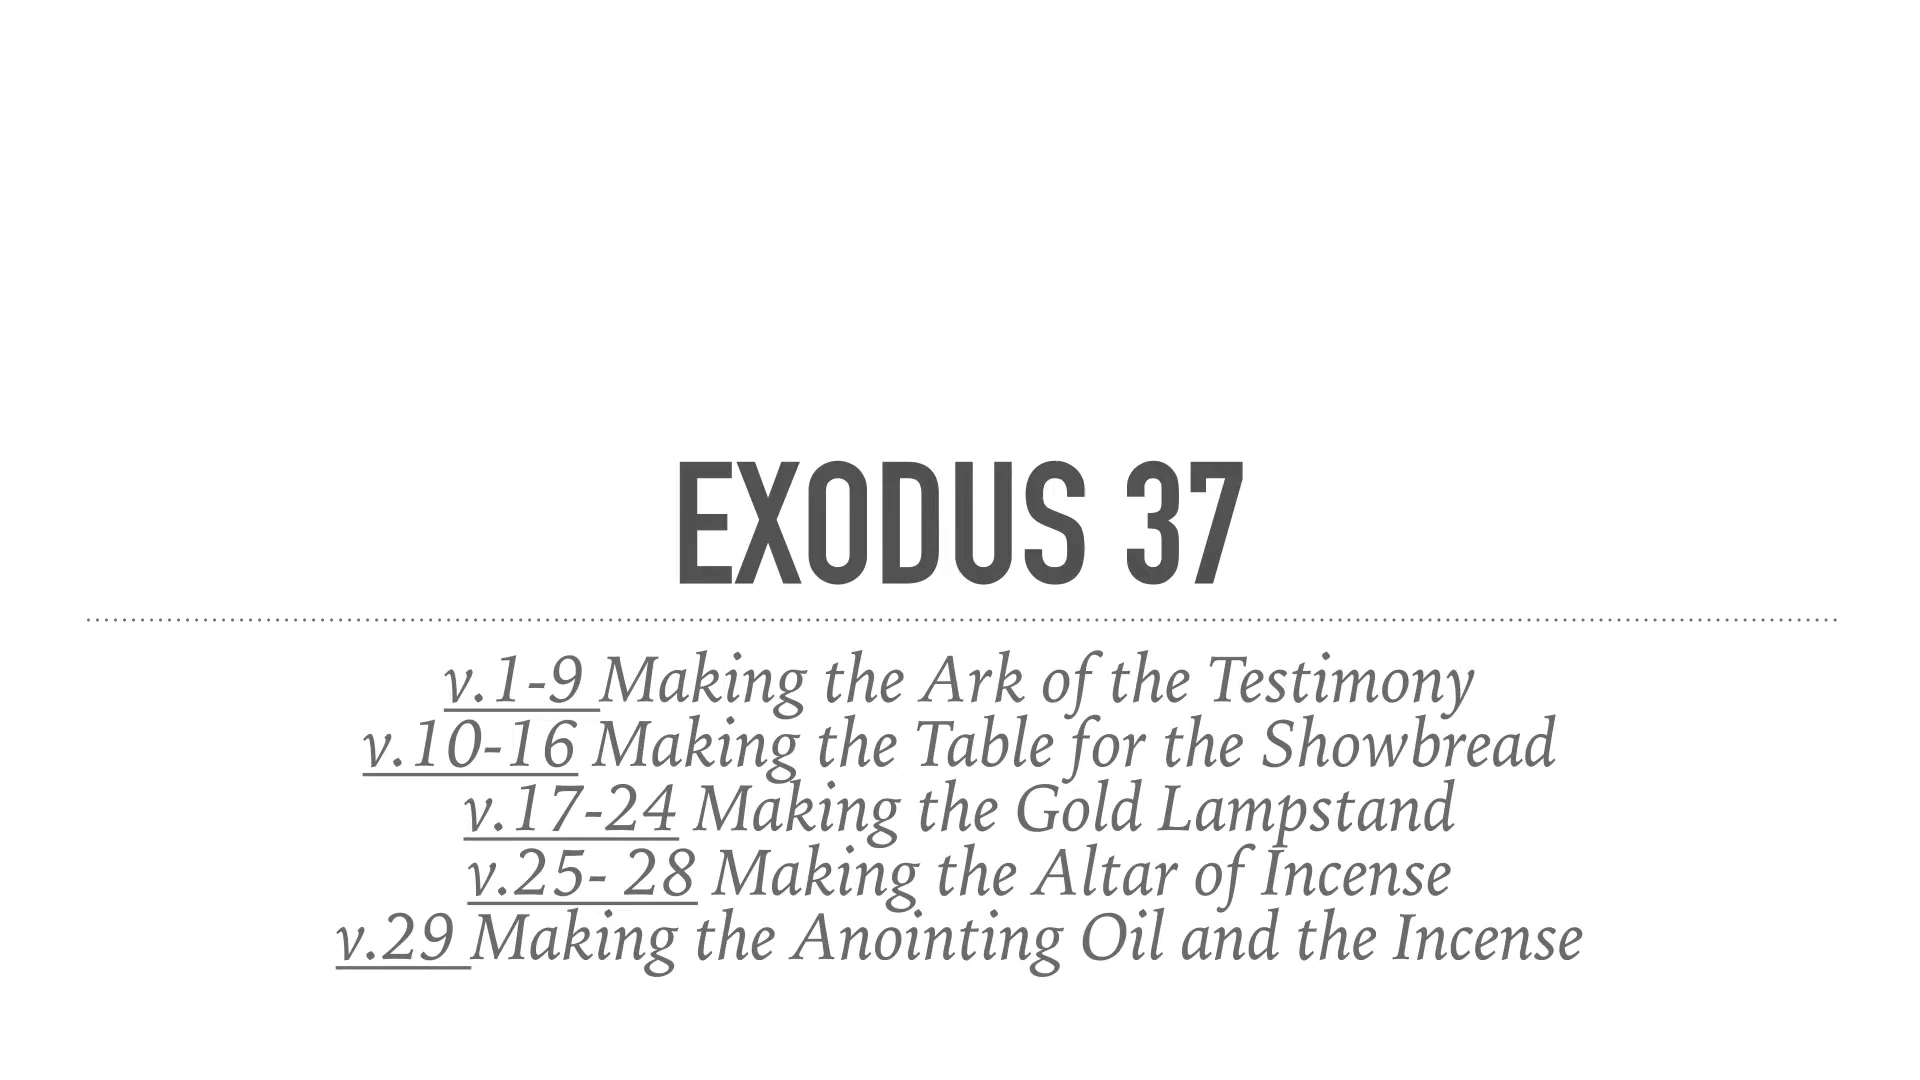 EXODUS 37
v.1-9 Making the Ark of the Testimony
v.10-16 Making the Table for the Showbread
v.17-24 Making the Gold Lampstand
v.25- 28 Making the Altar of Incense
v.29 Making the Anointing Oil and the Incense